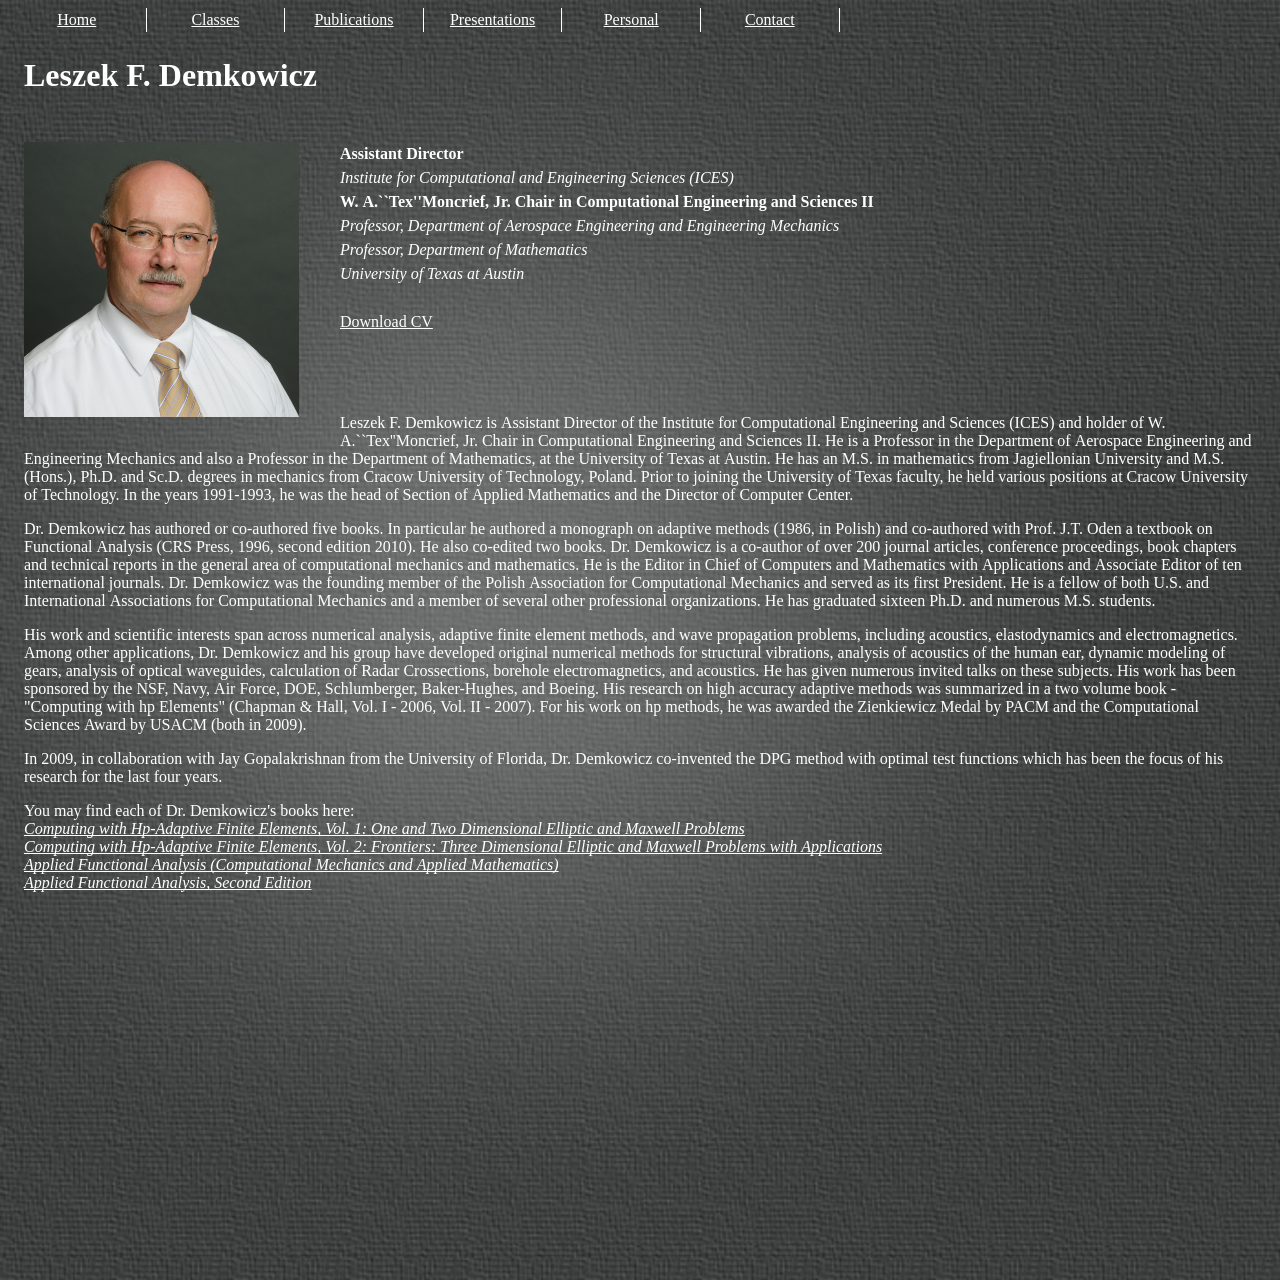 Home Classes Publications Presentations Personal Contact
Leszek F. Demkowicz
Assistant Director
Institute for Computational and Engineering Sciences (ICES)
W. A.``Tex''Moncrief, Jr. Chair in Computational Engineering and Sciences II
Professor, Department of Aerospace Engineering and Engineering Mechanics
Professor, Department of Mathematics
University of Texas at Austin
Download CV
Leszek F. Demkowicz is Assistant Director of the Institute for Computational Engineering and Sciences (ICES) and holder of W.
A.``Tex''Moncrief, Jr. Chair in Computational Engineering and Sciences II. He is a Professor in the Department of Aerospace Engineering and
Engineering Mechanics and also a Professor in the Department of Mathematics, at the University of Texas at Austin. He has an M.S. in mathematics from Jagiellonian University and M.S.
(Hons.), Ph.D. and Sc.D. degrees in mechanics from Cracow University of Technology, Poland. Prior to joining the University of Texas faculty, he held various positions at Cracow University
of Technology. In the years 1991-1993, he was the head of Section of Applied Mathematics and the Director of Computer Center.
Dr. Demkowicz has authored or co-authored five books. In particular he authored a monograph on adaptive methods (1986, in Polish) and co-authored with Prof. J.T. Oden a textbook on
Functional Analysis (CRS Press, 1996, second edition 2010). He also co-edited two books. Dr. Demkowicz is a co-author of over 200 journal articles, conference proceedings, book chapters
and technical reports in the general area of computational mechanics and mathematics. He is the Editor in Chief of Computers and Mathematics with Applications and Associate Editor of ten
international journals. Dr. Demkowicz was the founding member of the Polish Association for Computational Mechanics and served as its first President. He is a fellow of both U.S. and
International Associations for Computational Mechanics and a member of several other professional organizations. He has graduated sixteen Ph.D. and numerous M.S. students.
His work and scientific interests span across numerical analysis, adaptive finite element methods, and wave propagation problems, including acoustics, elastodynamics and electromagnetics.
Among other applications, Dr. Demkowicz and his group have developed original numerical methods for structural vibrations, analysis of acoustics of the human ear, dynamic modeling of
gears, analysis of optical waveguides, calculation of Radar Crossections, borehole electromagnetics, and acoustics. He has given numerous invited talks on these subjects. His work has been
sponsored by the NSF, Navy, Air Force, DOE, Schlumberger, Baker-Hughes, and Boeing. His research on high accuracy adaptive methods was summarized in a two volume book -
"Computing with hp Elements" (Chapman & Hall, Vol. I - 2006, Vol. II - 2007). For his work on hp methods, he was awarded the Zienkiewicz Medal by PACM and the Computational
Sciences Award by USACM (both in 2009).
In 2009, in collaboration with Jay Gopalakrishnan from the University of Florida, Dr. Demkowicz co-invented the DPG method with optimal test functions which has been the focus of his
research for the last four years.
You may find each of Dr. Demkowicz's books here:
Computing with Hp-Adaptive Finite Elements, Vol. 1: One and Two Dimensional Elliptic and Maxwell Problems
Computing with Hp-Adaptive Finite Elements, Vol. 2: Frontiers: Three Dimensional Elliptic and Maxwell Problems with Applications
Applied Functional Analysis (Computational Mechanics and Applied Mathematics)
Applied Functional Analysis, Second Edition